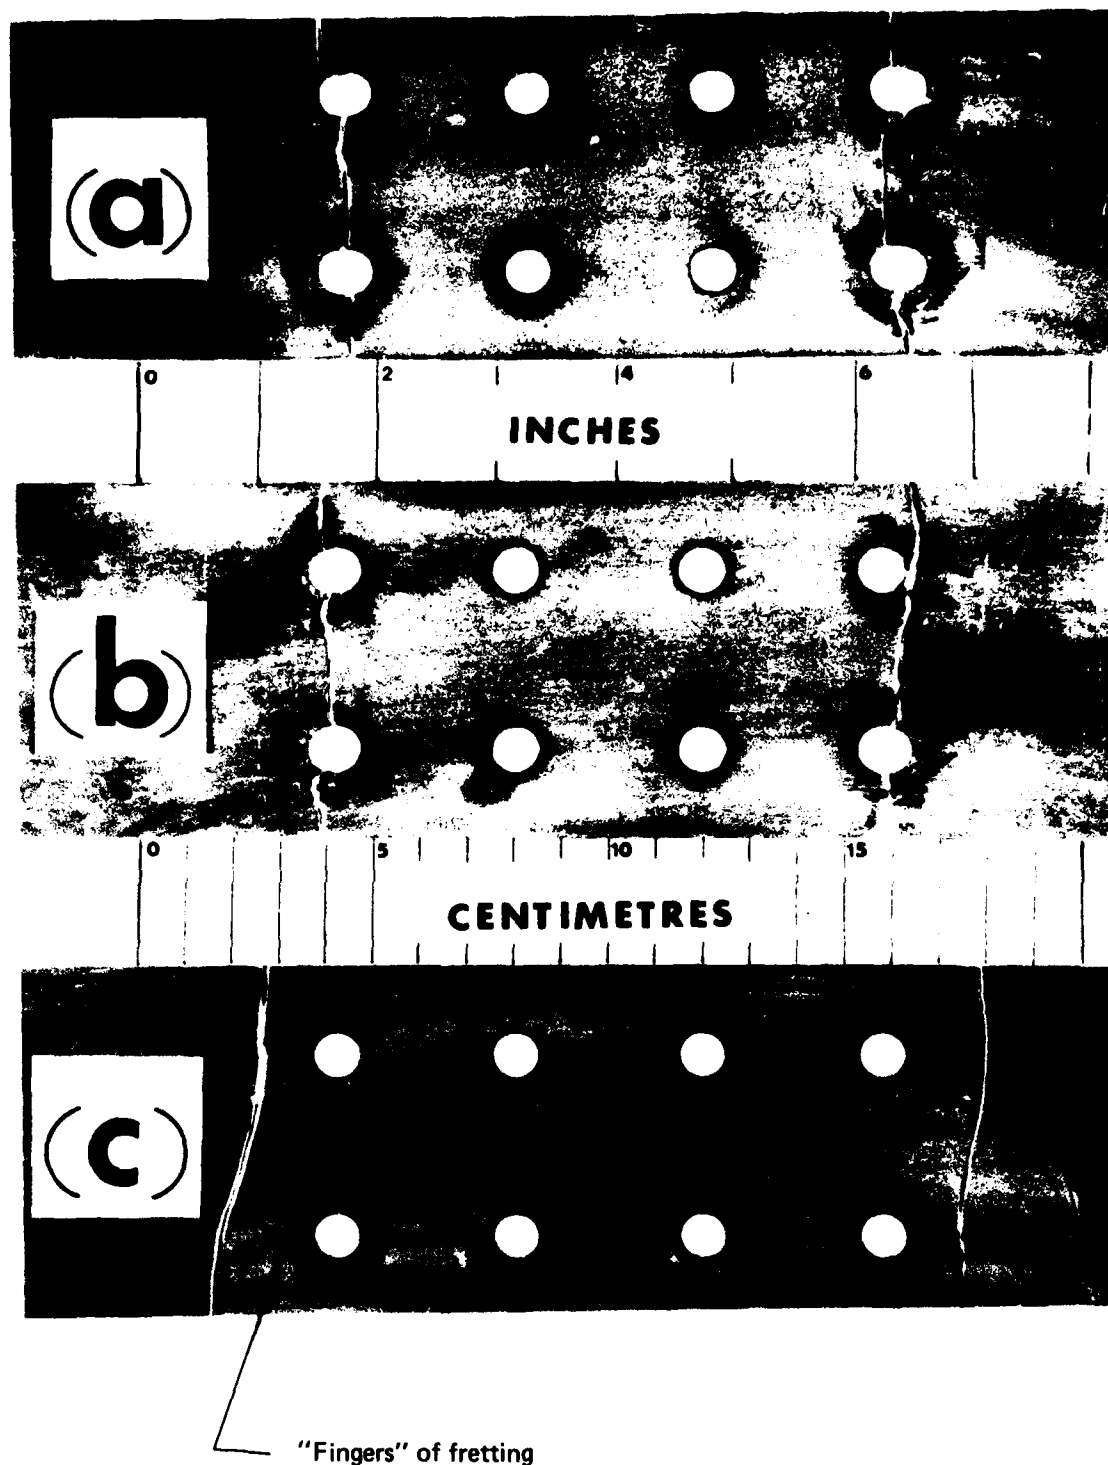 (a)
0 2 4 6
INCHES
(b)
0 5 10 15
CENTIMETRES
(c)
"Fingers" of fretting